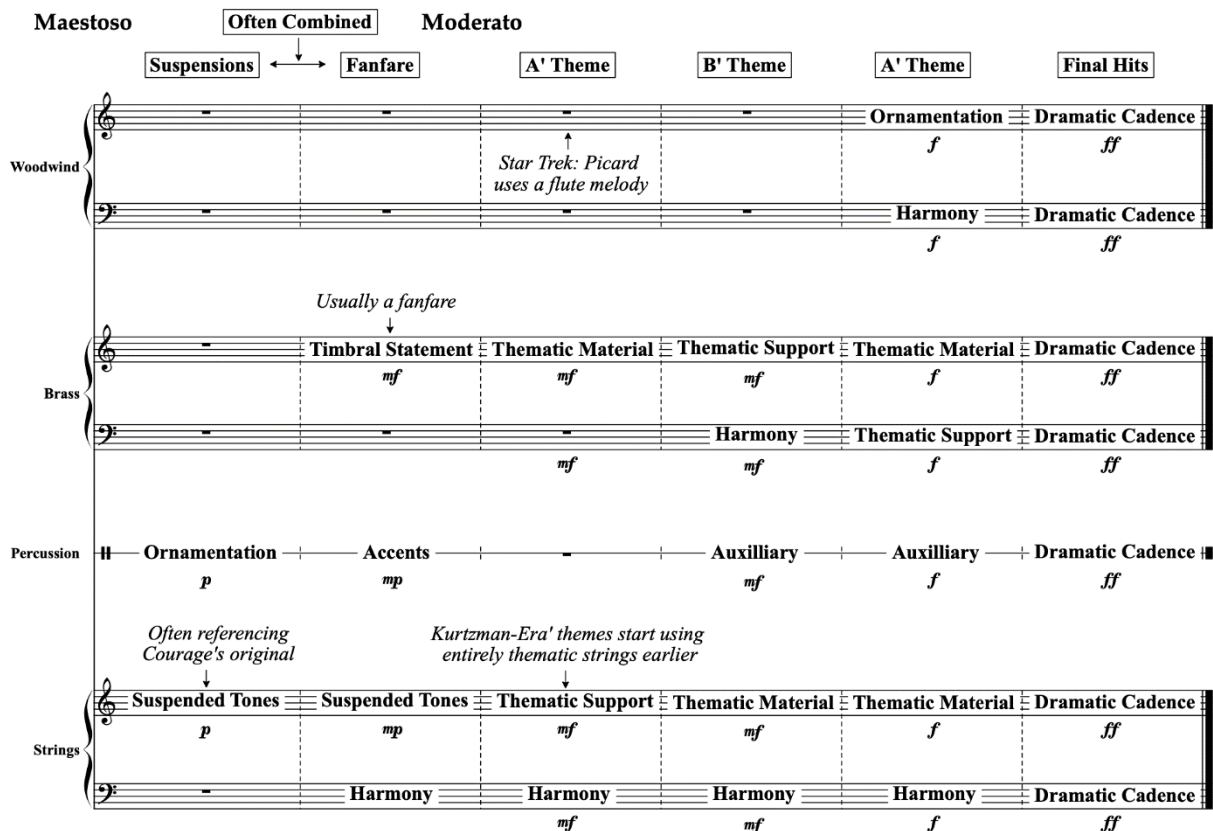 Maestoso
Often Combined
Moderato
Suspensions
Fanfare
A' Theme
B' Theme
A' Theme
Final Hits
Woodwind
Ornamentation
Dramatic Cadence
f
ff
Star Trek: Picard
uses a flute melody
Harmony
Dramatic Cadence
f
ff
Usually a fanfare
Brass
Timbral Statement
Thematic Material
Thematic Support
Thematic Material
Dramatic Cadence
mf
mf
mf
f
ff
Harmony
Thematic Support
Dramatic Cadence
mf
mf
f
ff
Percussion
Ornamentation
Accents
Auxilliary
Auxilliary
Dramatic Cadence
p
mp
mf
f
ff
Often referencing
Courage's original
Kurtzman-Era' themes start using
entirely thematic strings earlier
Strings
Suspended Tones
Suspended Tones
Thematic Support
Thematic Material
Thematic Material
Dramatic Cadence
p
mp
mf
mf
f
ff
Harmony
Harmony
Harmony
Harmony
Dramatic Cadence
mf
mf
f
ff